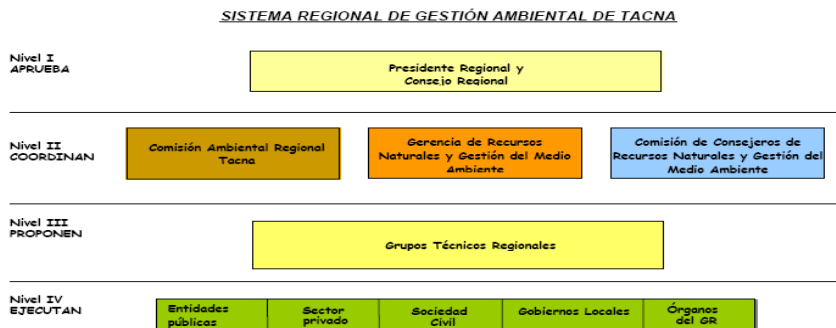 SISTEMA REGIONAL DE GESTIÓN AMBIENTAL DE TACNA
Nivel I
APRUEBA
Presidente Regional y
Consejo Regional
Nivel II
COORDINAN
Comisión Ambiental Regional
Tacna
Gerencia de Recursos
Naturales y Gestión del Medio
Ambiente
Comisión de Consejeros de
Recursos Naturales y Gestión del
Medio Ambiente
Nivel III
PROPONEN
Grupos Técnicos Regionales
Nivel IV
EJECUTAN
Entidades
públicas
Sector
privado
Sociedad
Civil
Gobiernos Locales
Órganos
del GR